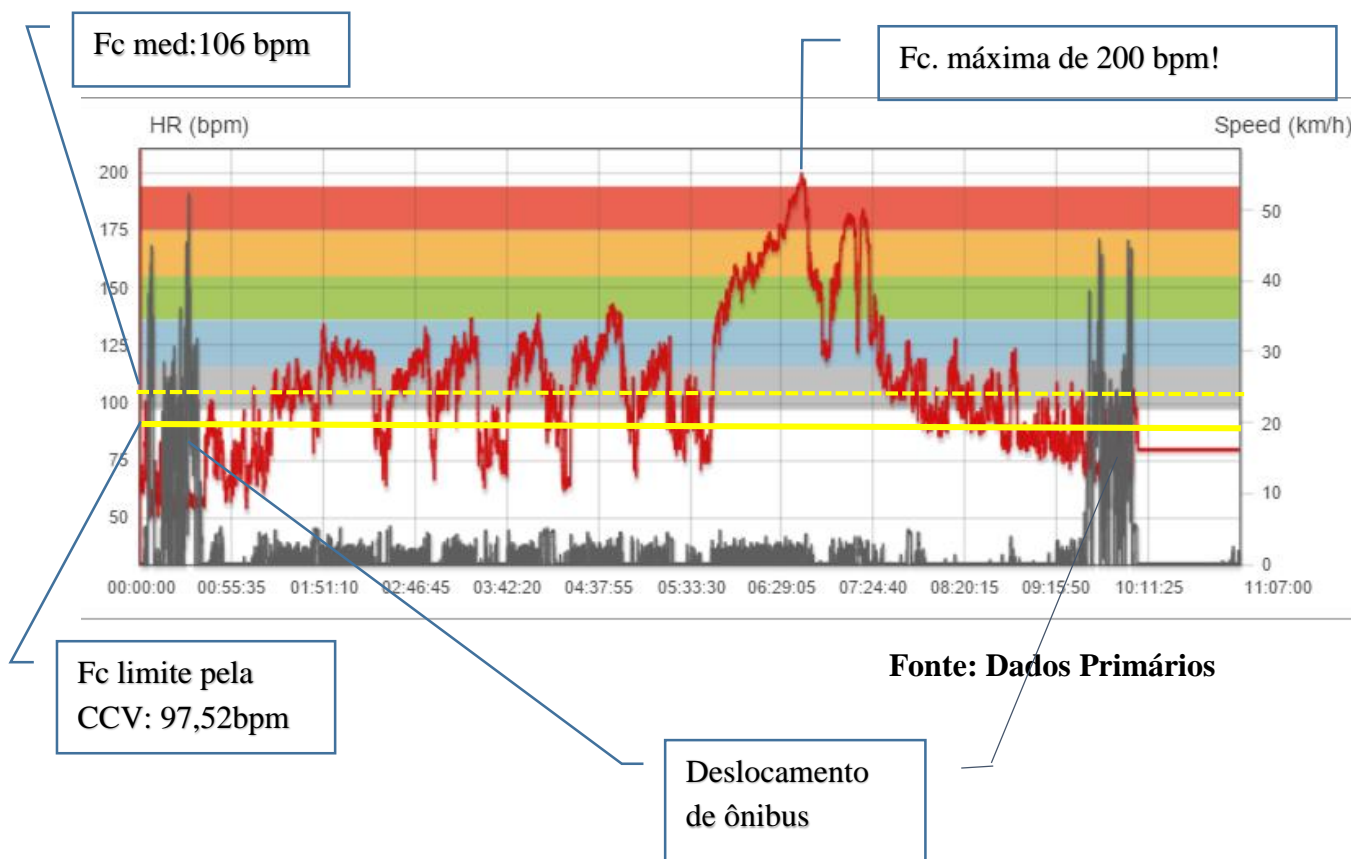 Fc med:106 bpm
Fc. máxima de 200 bpm!
HR (bpm)
Speed (km/h)
200
175
150
125
100
75
50
50
40
30
20
10
0
00:00:00 00:55:35 01:51:10 02:46:45 03:42:20 04:37:55 05:33:30 06:29:05 07:24:40 08:20:15 09:15:50 10:11:25 11:07:00
Fc limite pela
CCV: 97,52bpm
Fonte: Dados Primários
Deslocamento
de ônibus